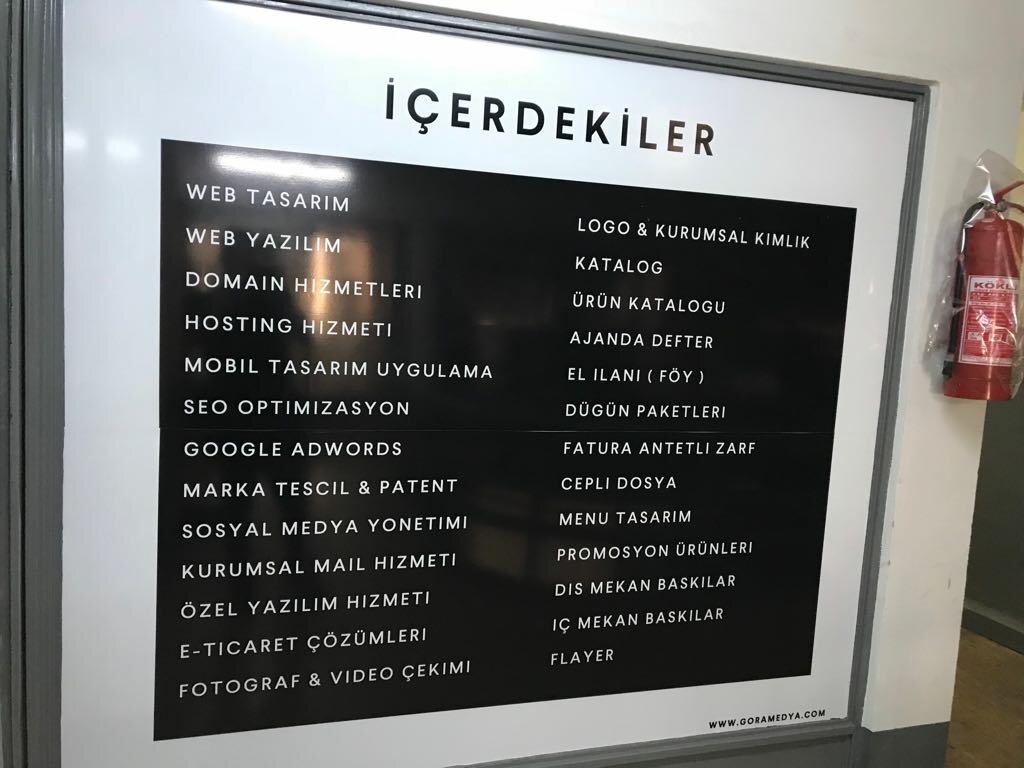 İÇERDEKİLER
WEB TASARIM
WEB YAZILIM
DOMAIN HIZMETLERI
HOSTING HIZMETI
MOBIL TASARIM UYGULAMA
SEO OPTIMIZASYON
GOOGLE ADWORDS
MARKA TESCIL & PATENT
SOSYAL MEDYA YONETIMI
KURUMSAL MAIL HIZMETI
ÖZEL YAZILIM HIZMETI
E-TICARET ÇÖZÜMLERI
FOTOGRAF & VIDEO ÇEKIMI
LOGO & KURUMSAL KIMLIK
KATALOG
ÜRÜN KATALOGU
AJANDA DEFTER
EL ILANI ( FÖY )
DÜGÜN PAKETLERI
FATURA ANTETLI ZARF
CEPLI DOSYA
MENU TASARIM
PROMOSYON ÜRÜNLERI
DIS MEKAN BASKILAR
IÇ MEKAN BASKILAR
FLAYER
WWW.GORAMEDYA.COM